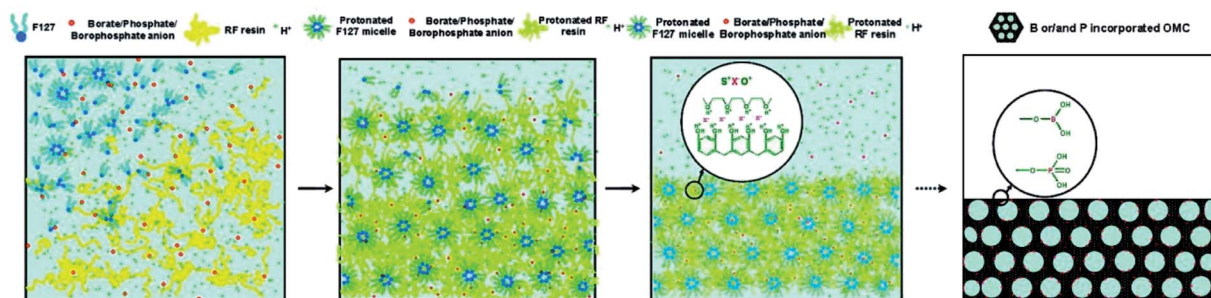 F127
Borate/Phosphate/
Borophosphate anion
RF resin
H⁺
Protonated
F127 micelle
Borate/Phosphate/
Borophosphate anion
Protonated RF
resin
H⁺
Protonated
F127 micelle
Borate/Phosphate/
Borophosphate anion
Protonated
RF resin
H⁺
B or/and P incorporated OMC
S⁺X⁻O⁺
OH
O
B
OH
OH
O
P
O
OH